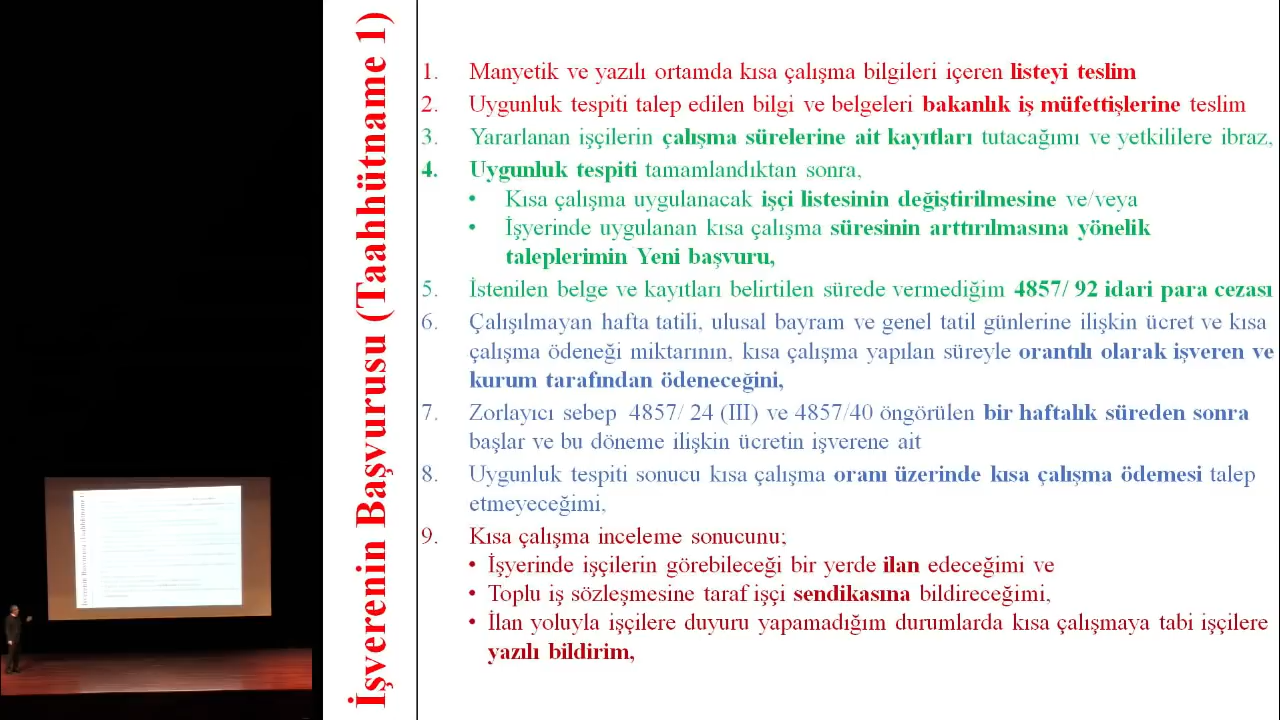 İşverenin Başvurusu (Taahhütname 1)
1. Manyetik ve yazılı ortamda kısa çalışma bilgileri içeren listeyi teslim
2. Uygunluk tespiti talep edilen bilgi ve belgeleri bakanlık iş müfettişlerine teslim
3. Yararlanan işçilerin çalışma sürelerine ait kayıtları tutacağımı ve yetkililere ibraz,
4. Uygunluk tespiti tamamlandıktan sonra,
• Kısa çalışma uygulanacak işçi listesinin değiştirilmesine ve/veya
• İşyerinde uygulanan kısa çalışma süresinin arttırılmasına yönelik
taleplerimin Yeni başvuru,
5. İstenilen belge ve kayıtları belirtilen sürede vermediğim 4857/ 92 idari para cezası
6. Çalışılmayan hafta tatili, ulusal bayram ve genel tatil günlerine ilişkin ücret ve kısa
çalışma ödeneği miktarının, kısa çalışma yapılan süreyle orantılı olarak işveren ve
kurum tarafından ödeneceğini,
7. Zorlayıcı sebep 4857/ 24 (III) ve 4857/40 öngörülen bir haftalık süreden sonra
başlar ve bu döneme ilişkin ücretin işverene ait
8. Uygunluk tespiti sonucu kısa çalışma oranı üzerinde kısa çalışma ödemesi talep
etmeyeceğimi,
9. Kısa çalışma inceleme sonucunu;
• İşyerinde işçilerin görebileceği bir yerde ilan edeceğimi ve
• Toplu iş sözleşmesine taraf işçi sendikasına bildireceğimi,
• İlan yoluyla işçilere duyuru yapamadığım durumlarda kısa çalışmaya tabi işçilere
yazılı bildirim,